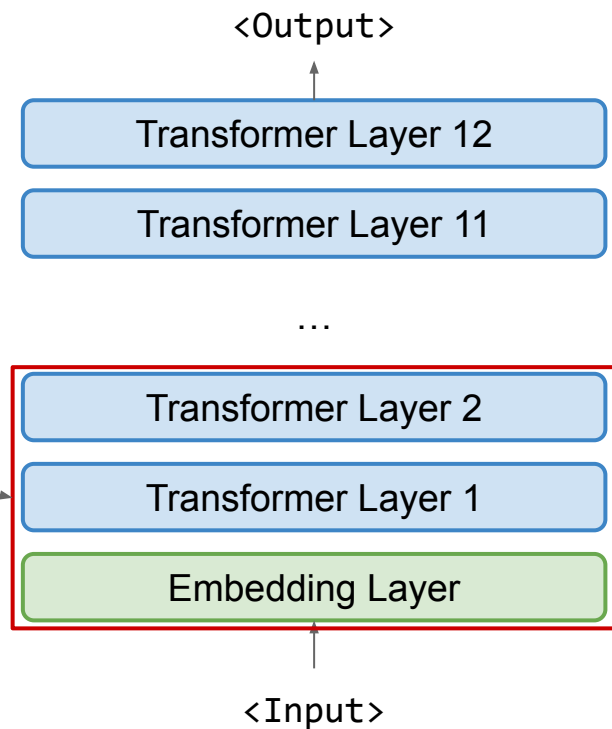 <Output>
Transformer Layer 12
Transformer Layer 11
...
Transformer Layer 2
Transformer Layer 1
Embedding Layer
<Input>